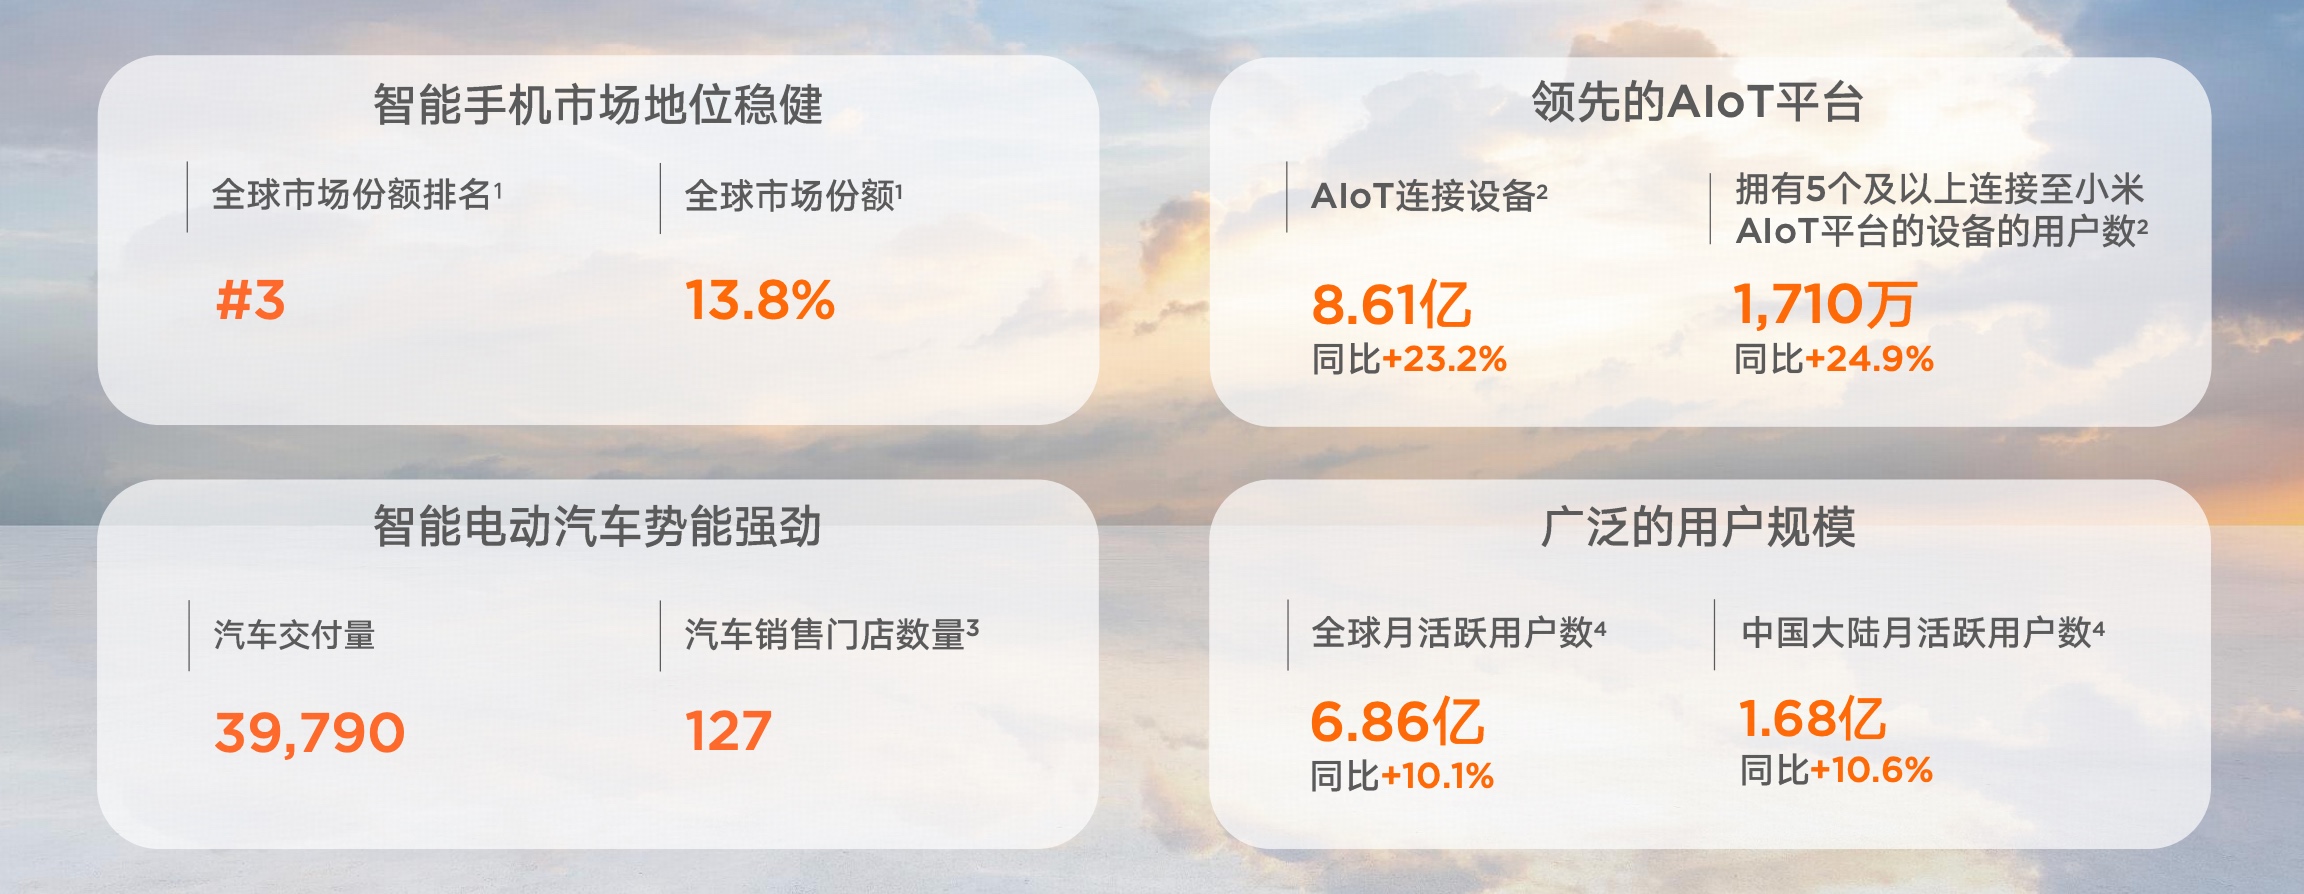 智能手机市场地位稳健
全球市场份额排名¹
全球市场份额¹
#3
13.8%
领先的AIoT平台
AIoT连接设备²
拥有5个及以上连接至小米
AIoT平台的设备的用户数²
8.61亿
同比+23.2%
1,710万
同比+24.9%
智能电动汽车势能强劲
汽车交付量
汽车销售门店数量³
39,790
127
广泛的用户规模
全球月活跃用户数⁴
中国大陆月活跃用户数⁴
6.86亿
同比+10.1%
1.68亿
同比+10.6%